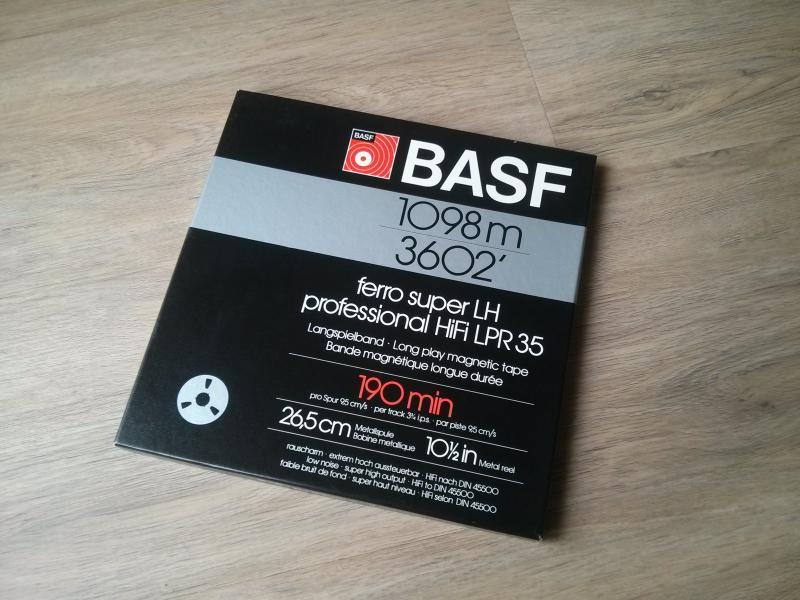 BASF
BASF
1098 m
3602'
ferro super LH
professional HiFi LPR 35
Langspielband · Long play magnetic tape
Bande magnétique longue durée
190 min
pro Spur 9.5 cm/s · per track 3¾ i.p.s. · par piste 9.5 cm/s
26,5 cm Metallspule
Bobine metallique
10½ in Metal reel
rauscharm · extrem hoch aussteuerbar · HiFi nach DIN 45500
low noise · super high output · HiFi to DIN 45500
faible bruit de fond · super haut niveau · HiFi selon DIN 45500